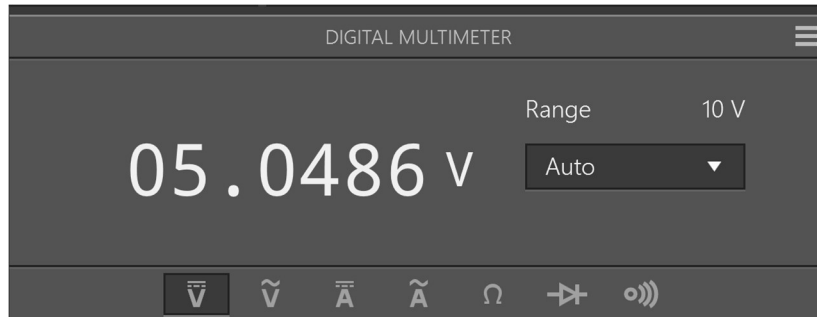 DIGITAL MULTIMETER
Range 10 V
05.0486 V
Auto
V V A A Ω